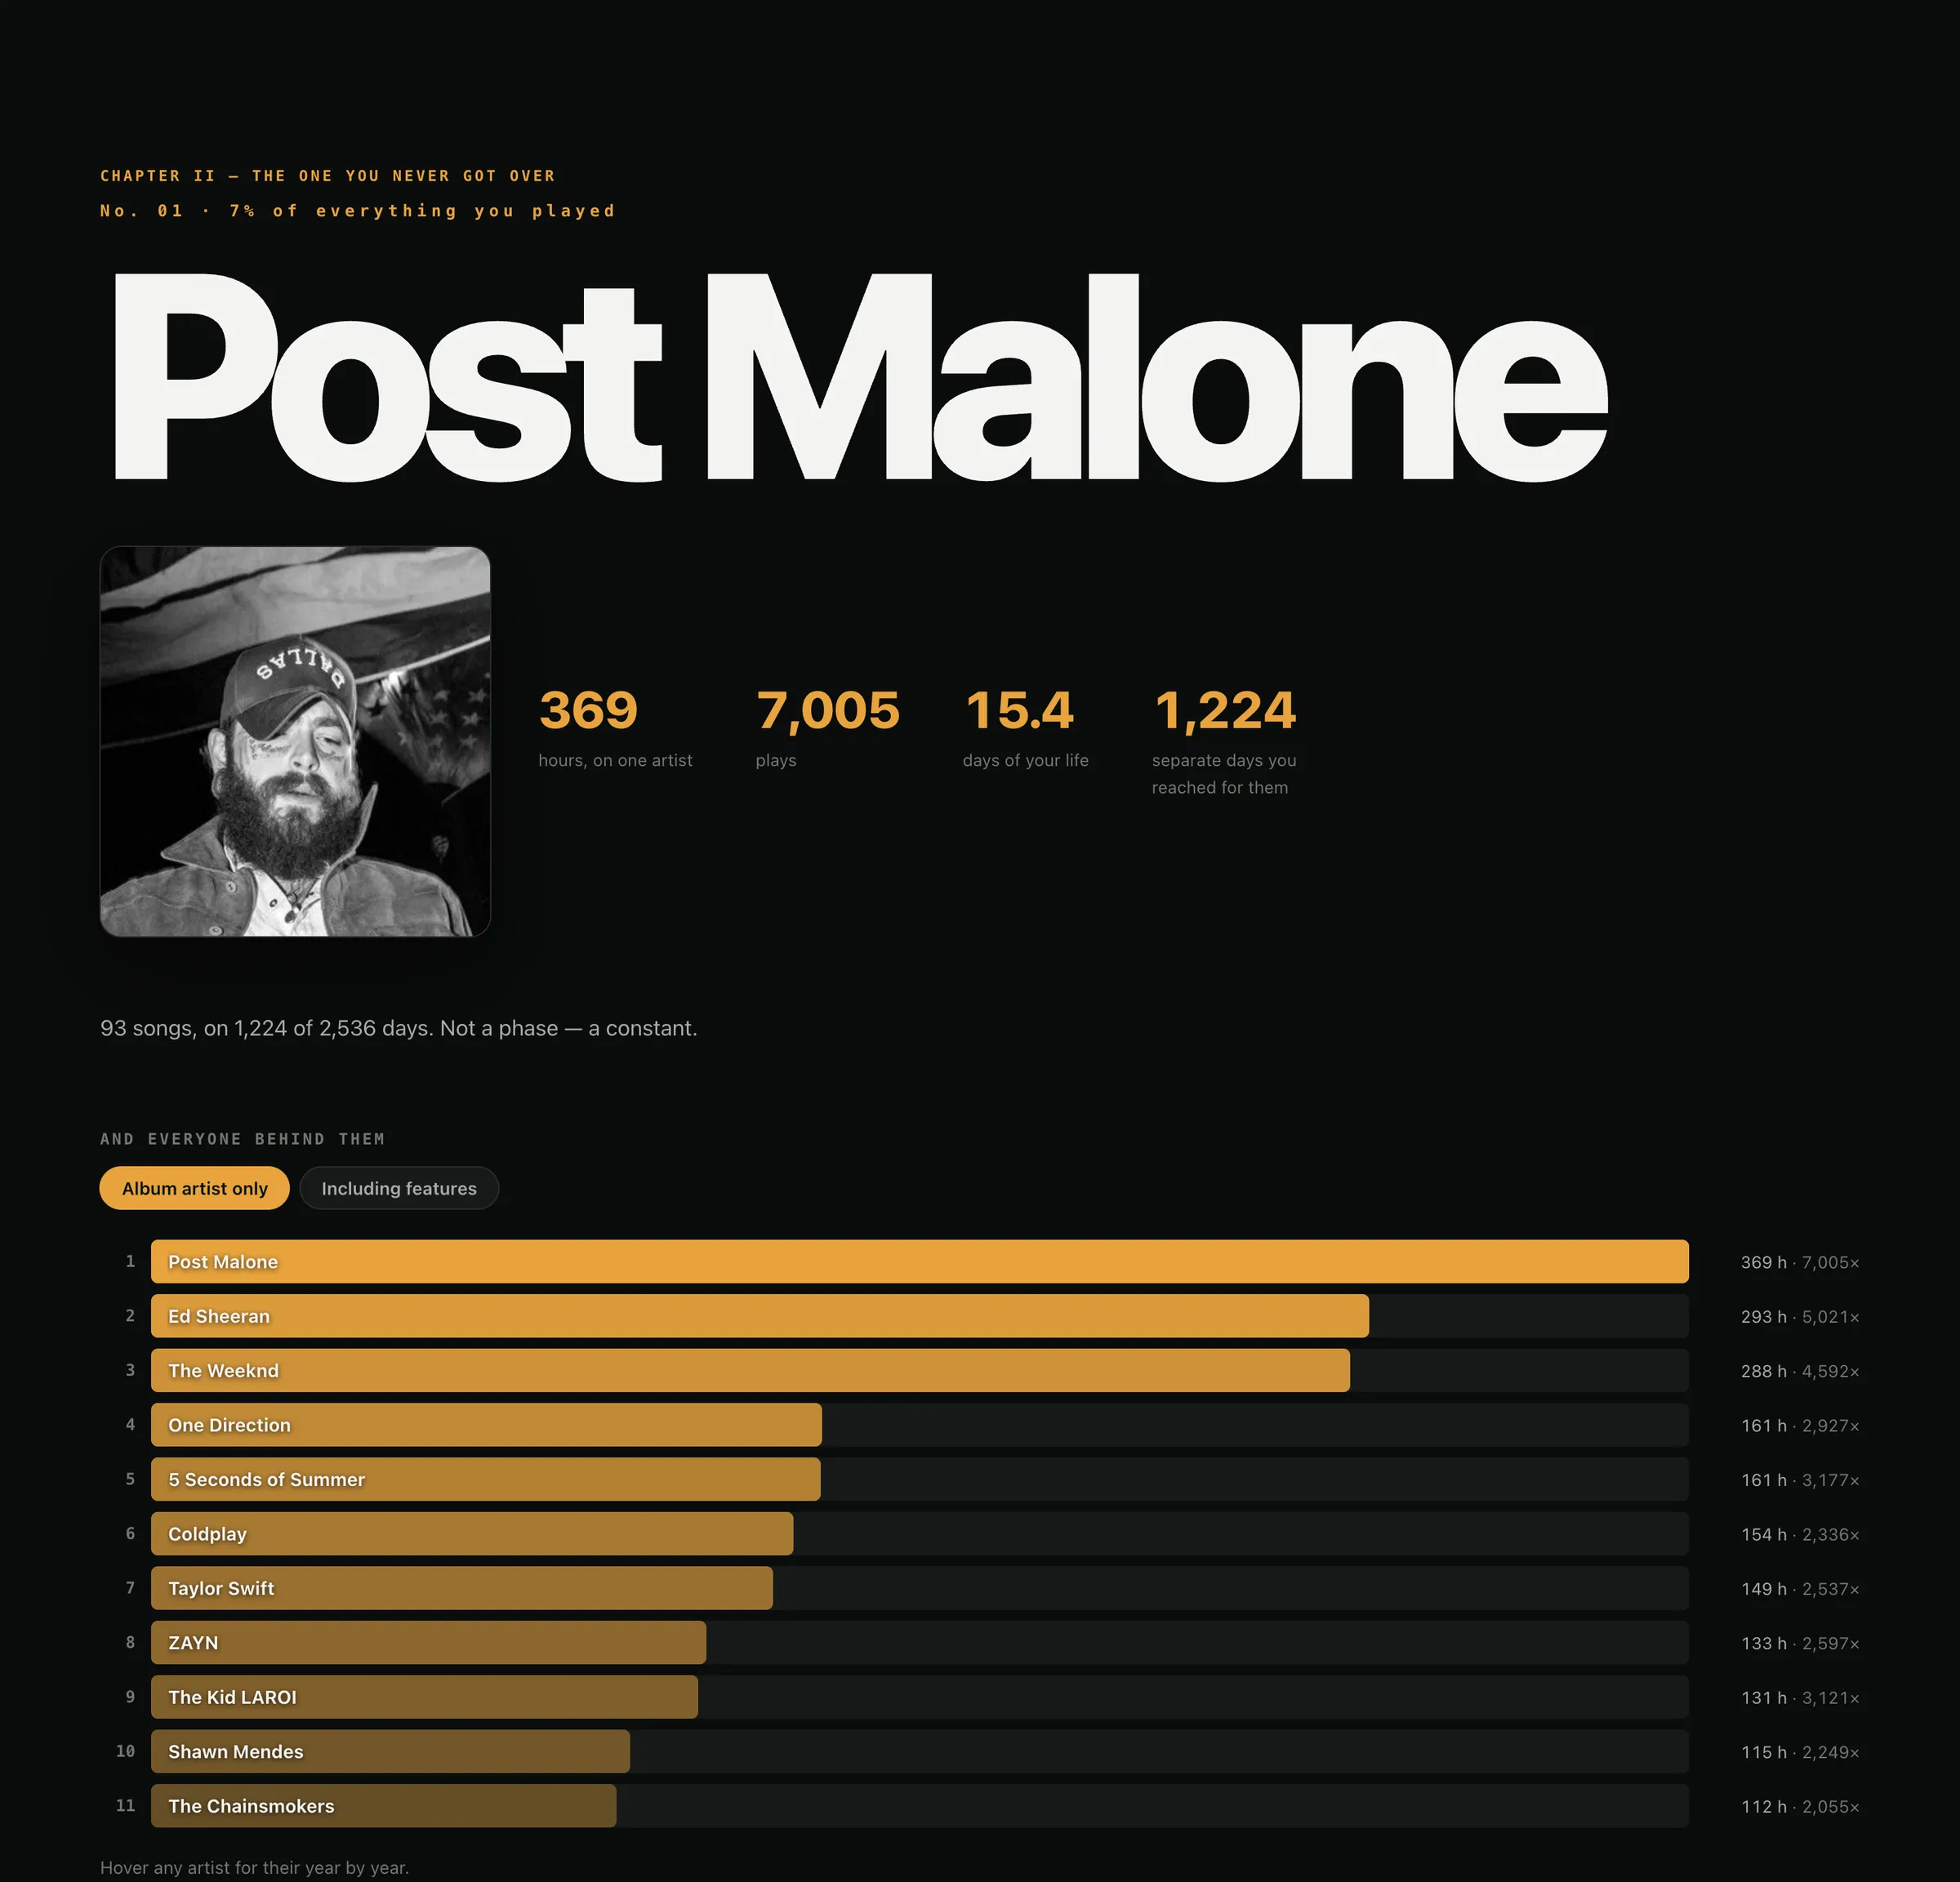 CHAPTER II — THE ONE YOU NEVER GOT OVER
No. 01 · 7% of everything you played
Post Malone
DALLAS
369
hours, on one artist
7,005
plays
15.4
days of your life
1,224
separate days you
reached for them
93 songs, on 1,224 of 2,536 days. Not a phase — a constant.
AND EVERYONE BEHIND THEM
Album artist only
Including features
1 Post Malone 369 h · 7,005×
2 Ed Sheeran 293 h · 5,021×
3 The Weeknd 288 h · 4,592×
4 One Direction 161 h · 2,927×
5 5 Seconds of Summer 161 h · 3,177×
6 Coldplay 154 h · 2,336×
7 Taylor Swift 149 h · 2,537×
8 ZAYN 133 h · 2,597×
9 The Kid LAROI 131 h · 3,121×
10 Shawn Mendes 115 h · 2,249×
11 The Chainsmokers 112 h · 2,055×
Hover any artist for their year by year.